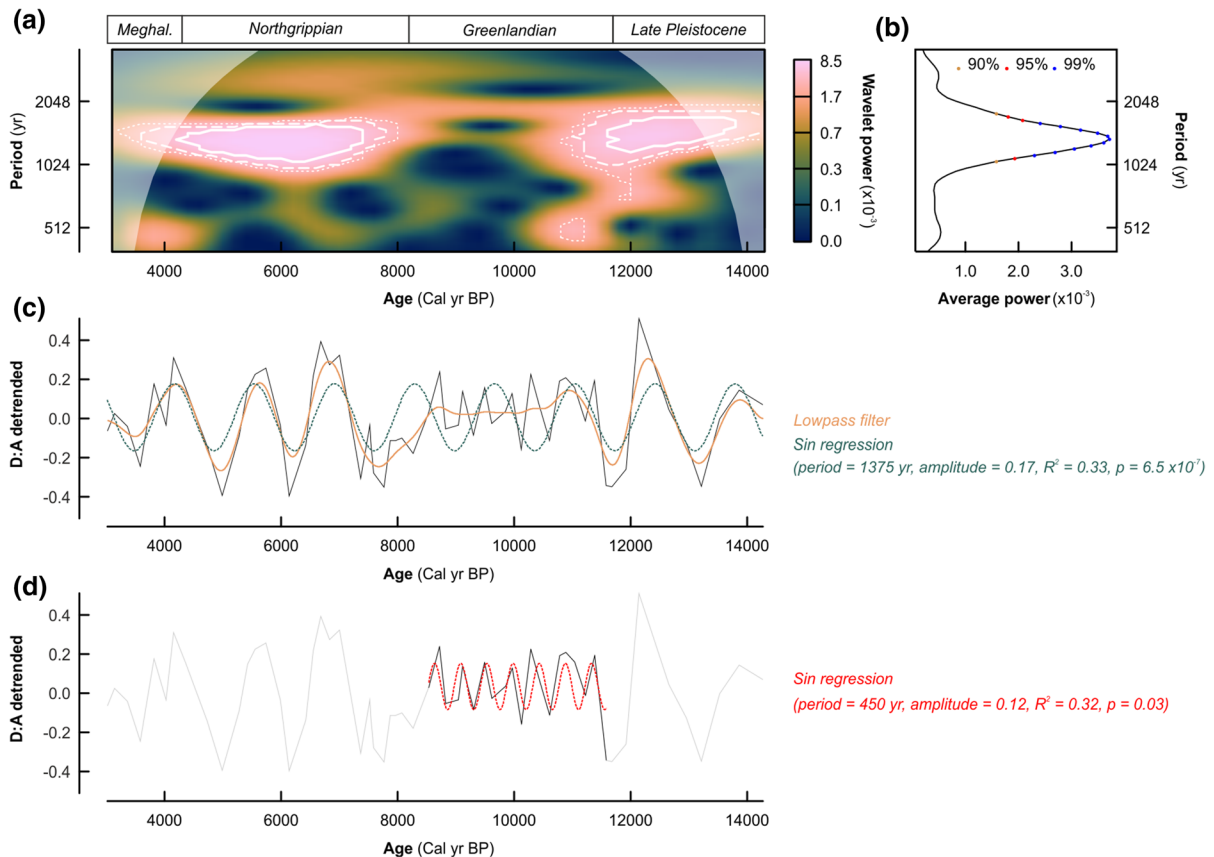 (a)
Meghal. Northgrippian Greenlandian Late Pleistocene
Period (yr)
2048
1024
512
4000 6000 8000 10000 12000 14000
Age (Cal yr BP)
8.5
1.7
0.7
0.3
0.1
0.0
Wavelet power (x10⁻³)
(b)
90% 95% 99%
2048
1024
512
Period (yr)
1.0 2.0 3.0
Average power (x10⁻³)
(c)
D:A detrended
0.4
0.2
0.0
-0.2
-0.4
4000 6000 8000 10000 12000 14000
Age (Cal yr BP)
Lowpass filter
Sin regression
(period = 1375 yr, amplitude = 0.17, R² = 0.33, p = 6.5 x10⁻⁷)
(d)
D:A detrended
0.4
0.2
0.0
-0.2
-0.4
4000 6000 8000 10000 12000 14000
Age (Cal yr BP)
Sin regression
(period = 450 yr, amplitude = 0.12, R² = 0.32, p = 0.03)